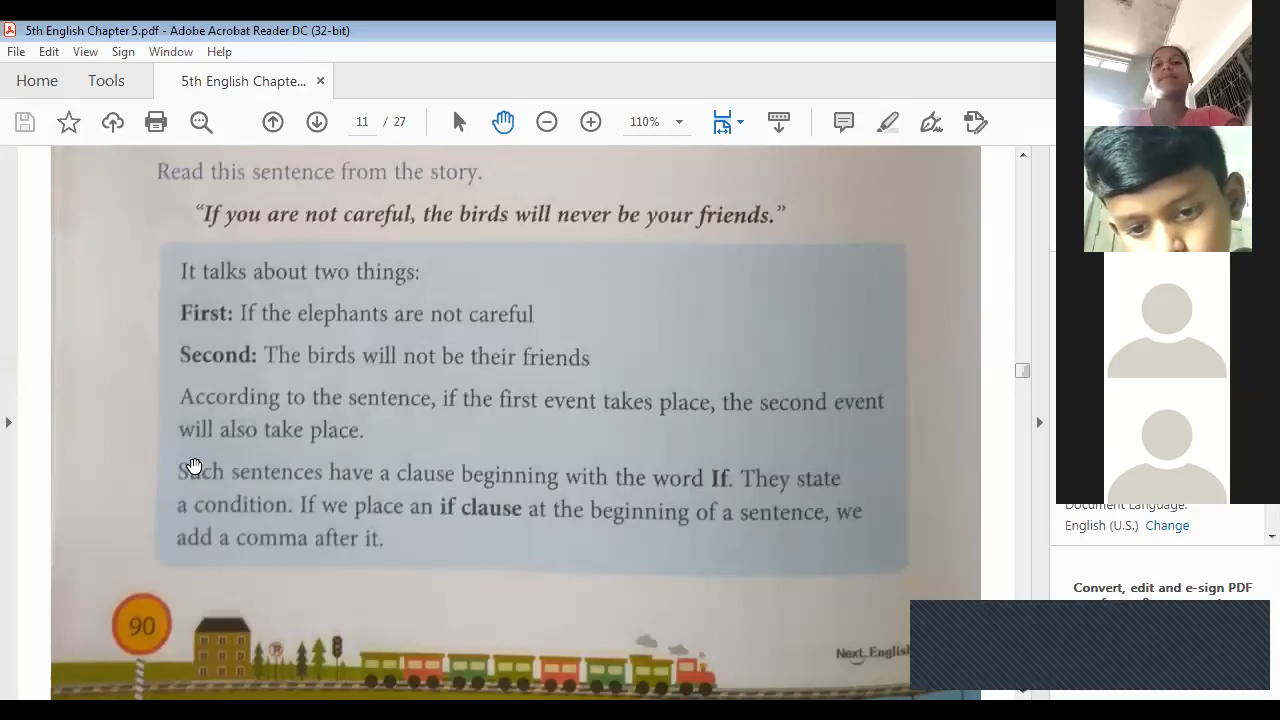 5th English Chapter 5.pdf - Adobe Acrobat Reader DC (32-bit)
File Edit View Sign Window Help
Home Tools 5th English Chapte... ×
11 / 27 110%
Read this sentence from the story.
“If you are not careful, the birds will never be your friends.”
It talks about two things:
First: If the elephants are not careful
Second: The birds will not be their friends
According to the sentence, if the first event takes place, the second event
will also take place.
Such sentences have a clause beginning with the word If. They state
a condition. If we place an if clause at the beginning of a sentence, we
add a comma after it.
90
Next English
Document Language:
English (U.S.) Change
Convert, edit and e-sign PDF